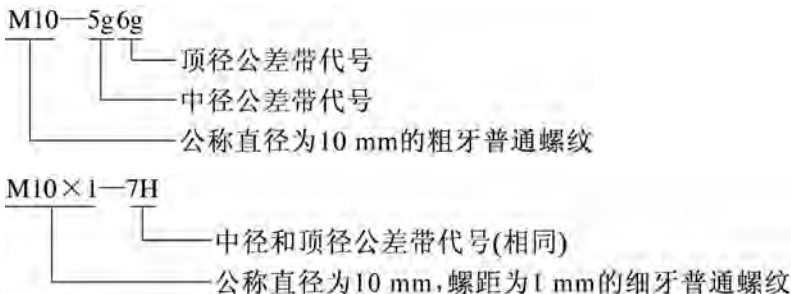 M10—5g6g
顶径公差带代号
中径公差带代号
公称直径为10 mm的粗牙普通螺纹
M10×1—7H
中径和顶径公差带代号(相同)
公称直径为10 mm,螺距为1 mm的细牙普通螺纹